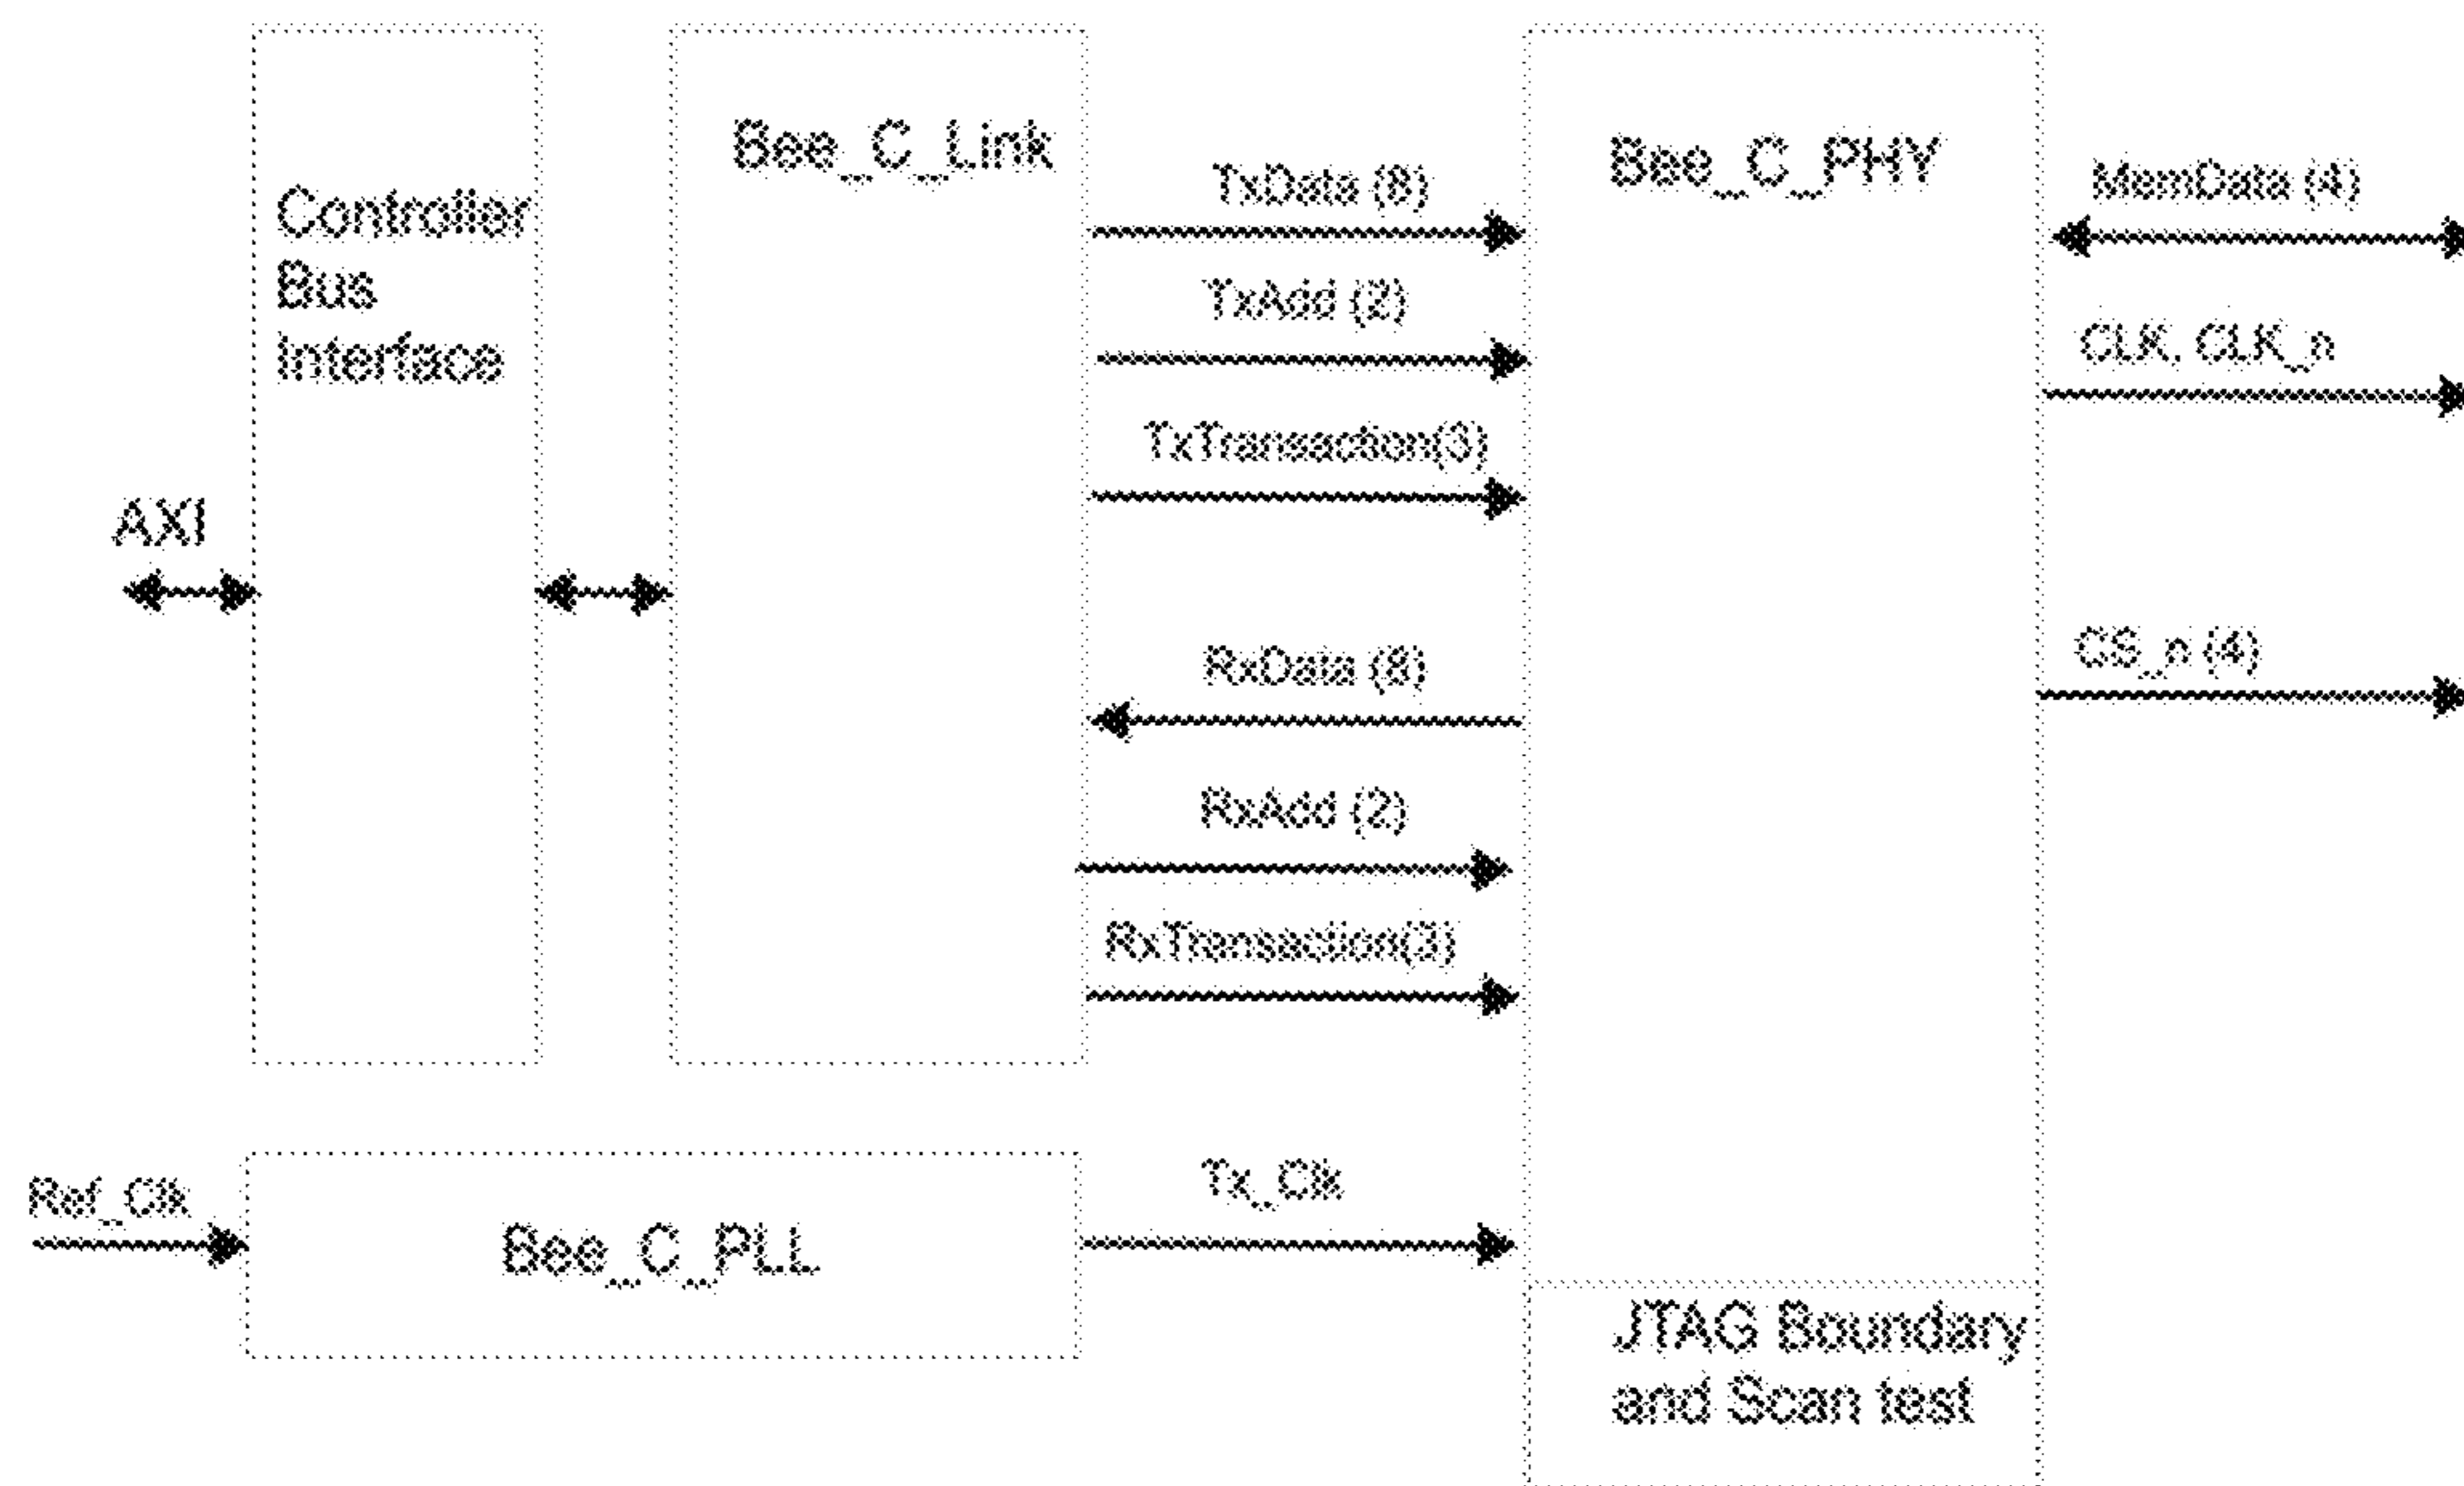 Controller
Bus
Interface
Bee_C_Link
Bee_C_PHY
TxData (8)
MemData (4)
TxAdd (2)
CLK, CLK_n
TxTransaction(3)
AXI
RxData (8)
CS_n (4)
RxAdd (2)
RxTransaction(3)
Ref_Clk
Tx_Clk
Bee_C_PLL
JTAG Boundary
and Scan test